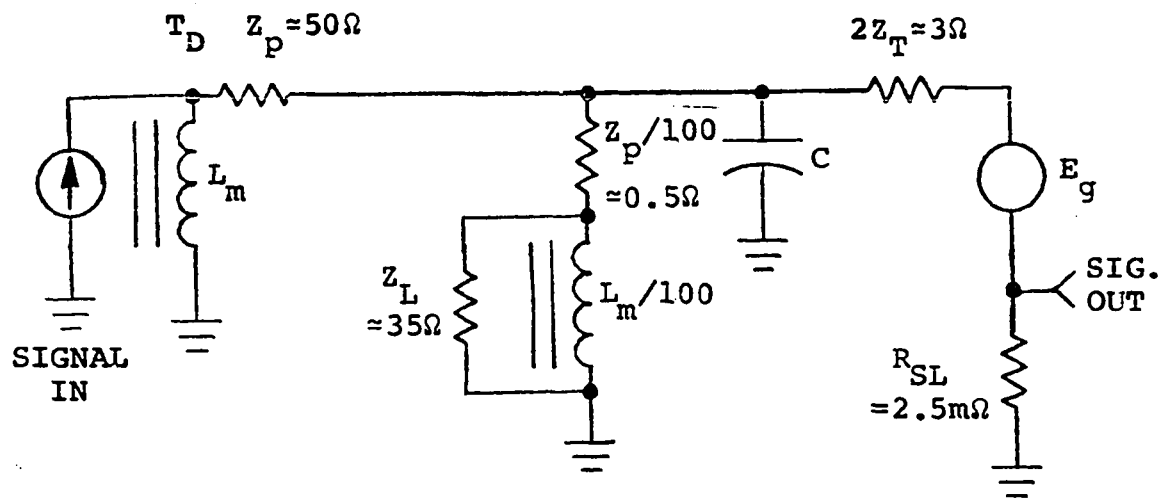 T_D Z_p≈50Ω
2Z_T≈3Ω
L_m
Z_p/100
≈0.5Ω
C
E_g
Z_L
≈35Ω
L_m/100
SIG.
OUT
SIGNAL
IN
R_SL
=2.5mΩ